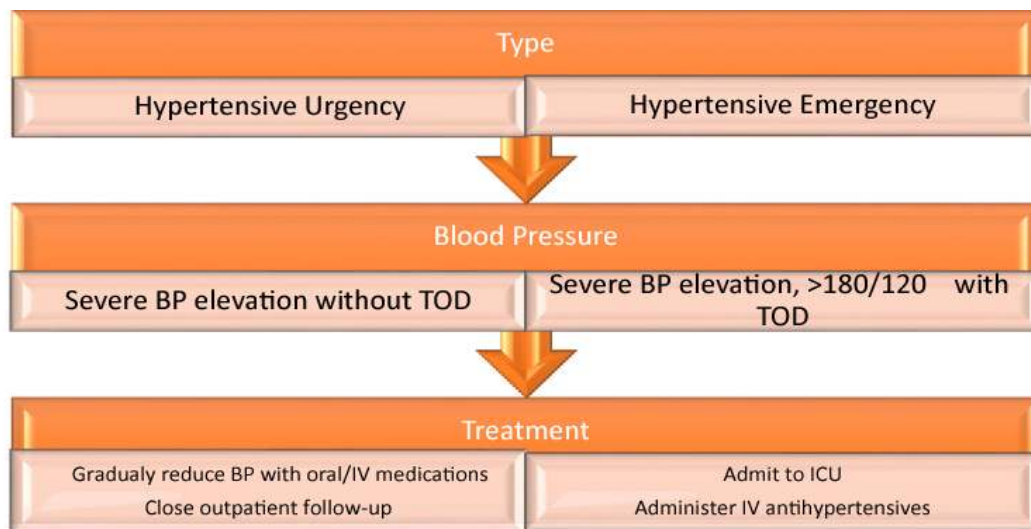 Type
Hypertensive Urgency
Hypertensive Emergency
Blood Pressure
Severe BP elevation without TOD
Severe BP elevation, >180/120 with
TOD
Treatment
Gradualy reduce BP with oral/IV medications
Close outpatient follow-up
Admit to ICU
Administer IV antihypertensives